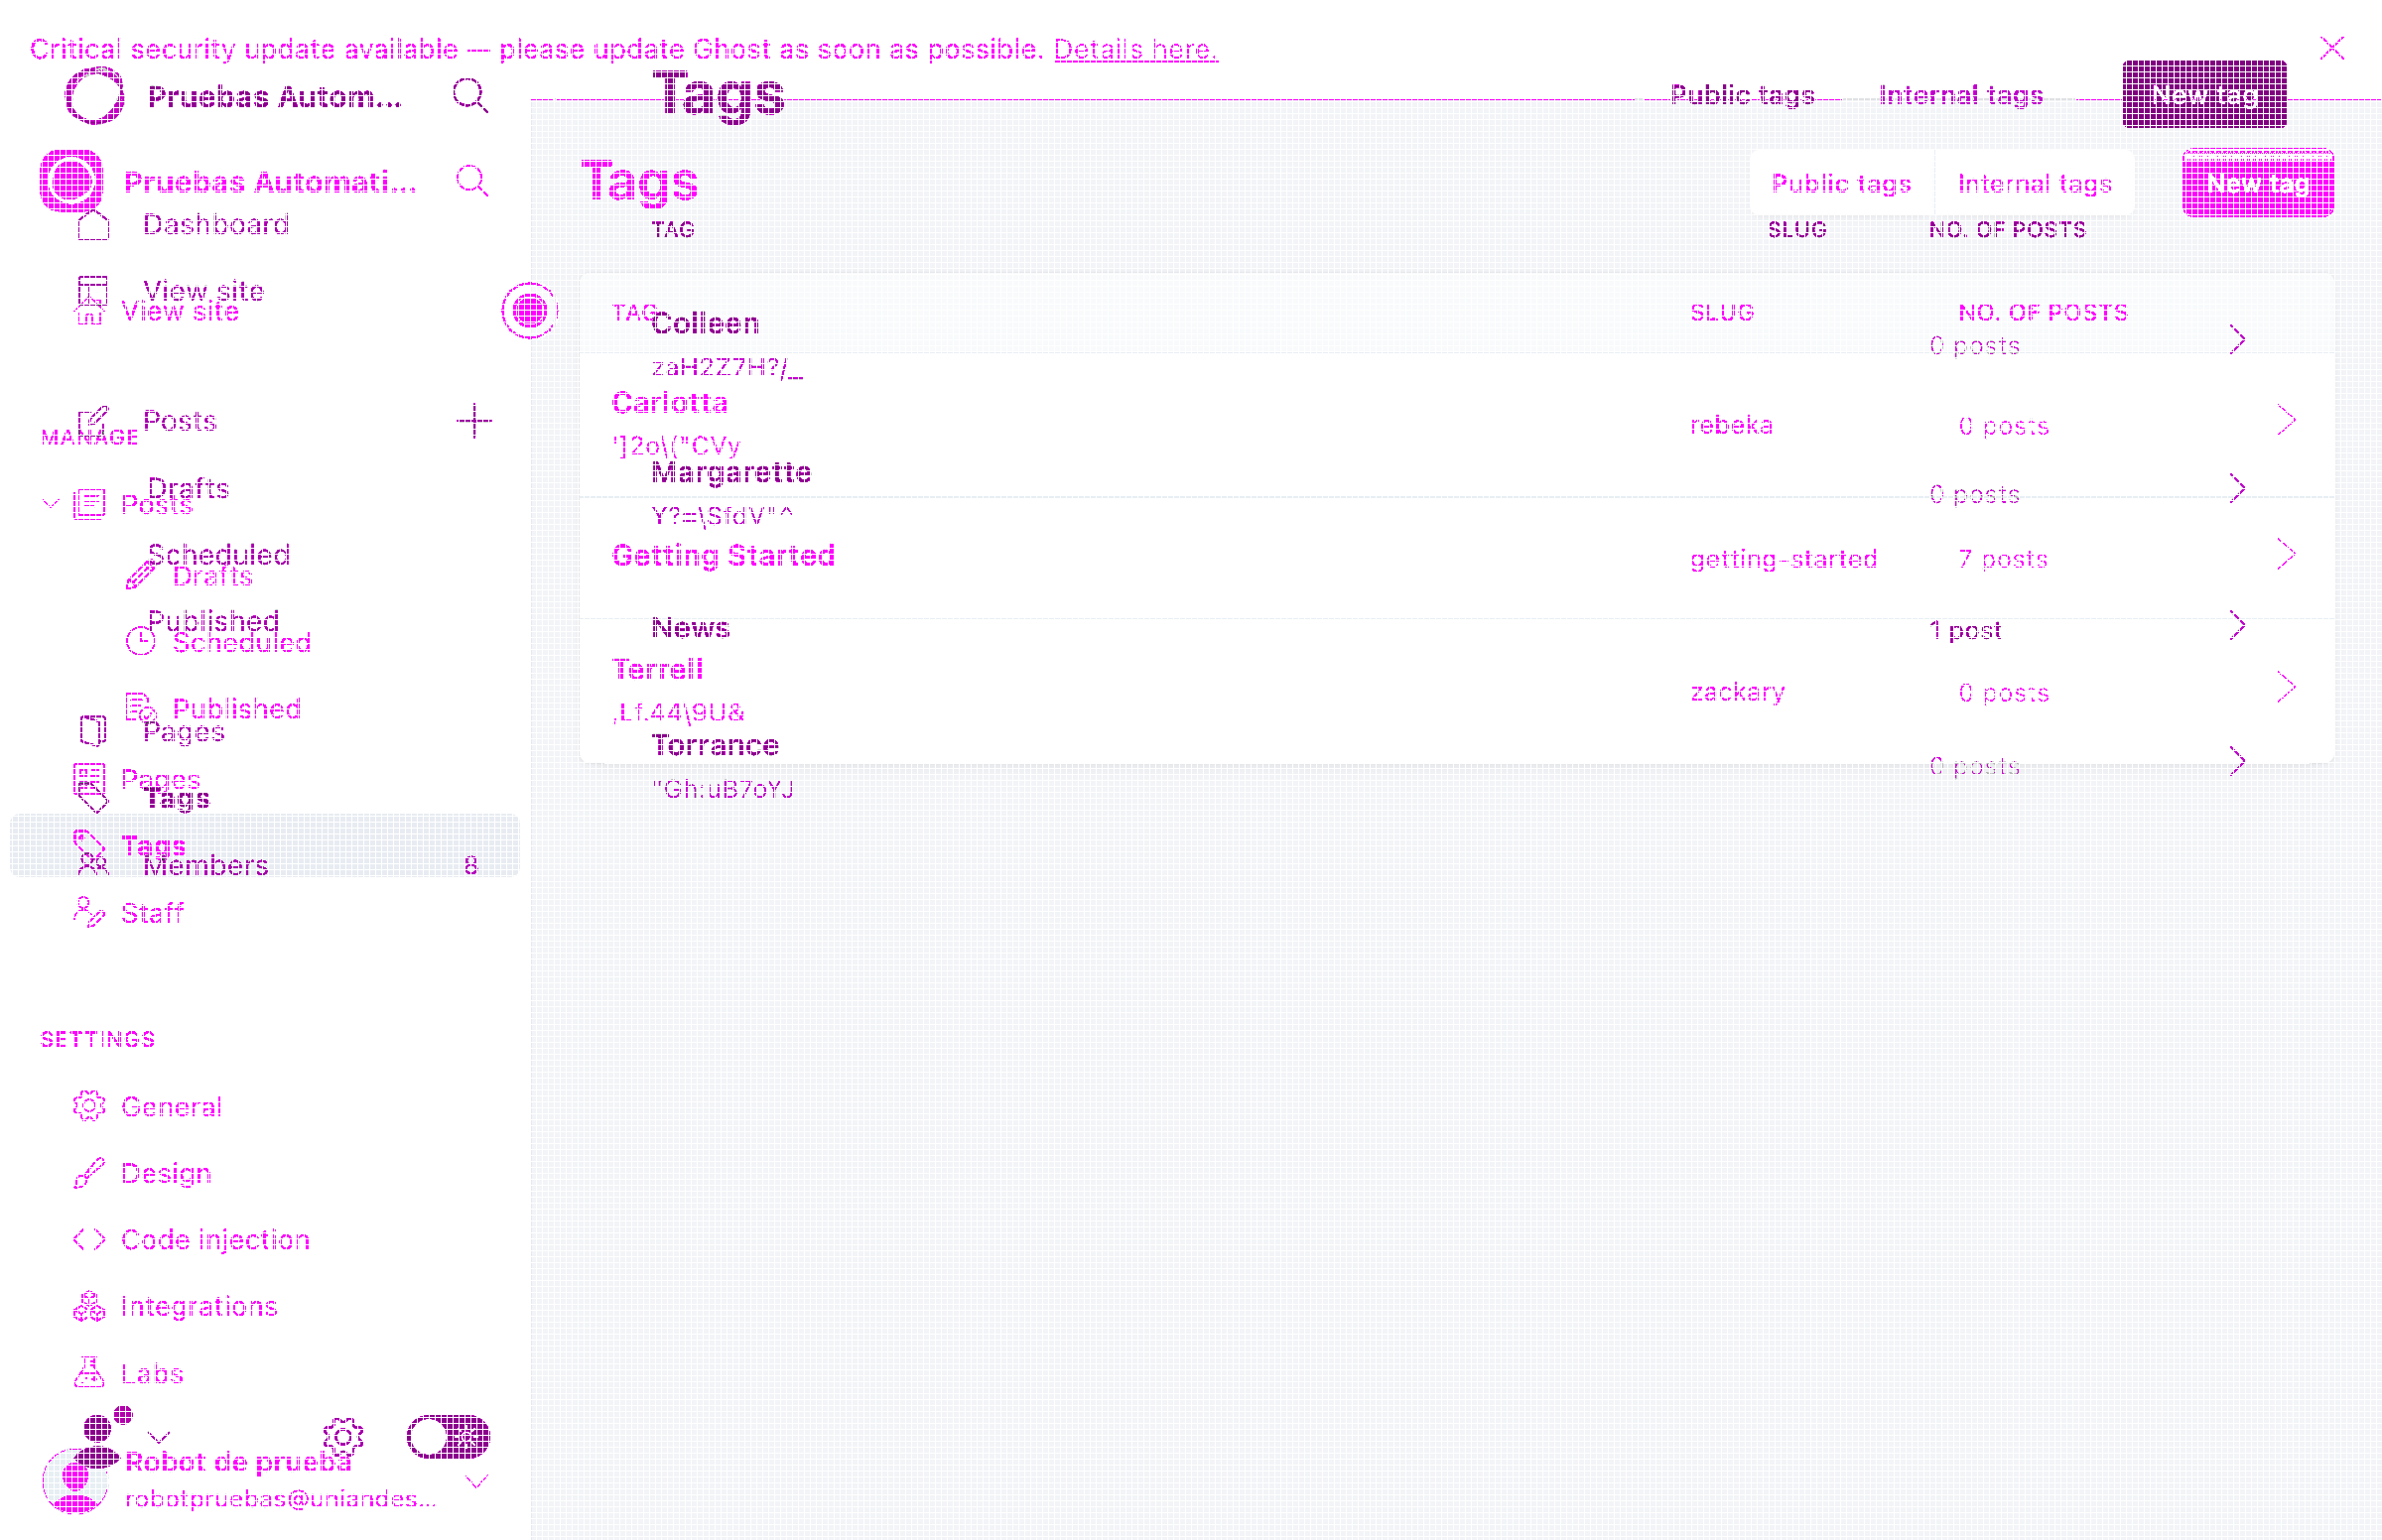 Critical security update available — please update Ghost as soon as possible. Details here.
Pruebas Autom...
Tags
Public tags
Internal tags
New tag
Pruebas Automati...
Tags
Public tags
Internal tags
New tag
Dashboard
TAG
SLUG
NO. OF POSTS
View site
View site
TAG
SLUG
NO. OF POSTS
Colleen
0 posts
zaH2Z7H?/_
Carlotta
rebeka
0 posts
Posts
MANAGE
']2o\("CVy
Margarette
0 posts
Drafts
Posts
Y?=\SfdV"^
Scheduled
Getting Started
getting-started
7 posts
Drafts
Published
News
1 post
Scheduled
Terrell
zackary
0 posts
Published
,Lf.44\9U&
Pages
Torrance
0 posts
Pages
"Gh:uB7oYJ
Tags
Tags
Members
8
Staff
SETTINGS
General
Design
Code injection
Integrations
Labs
Robot de prueba
robotpruebas@uniandes...